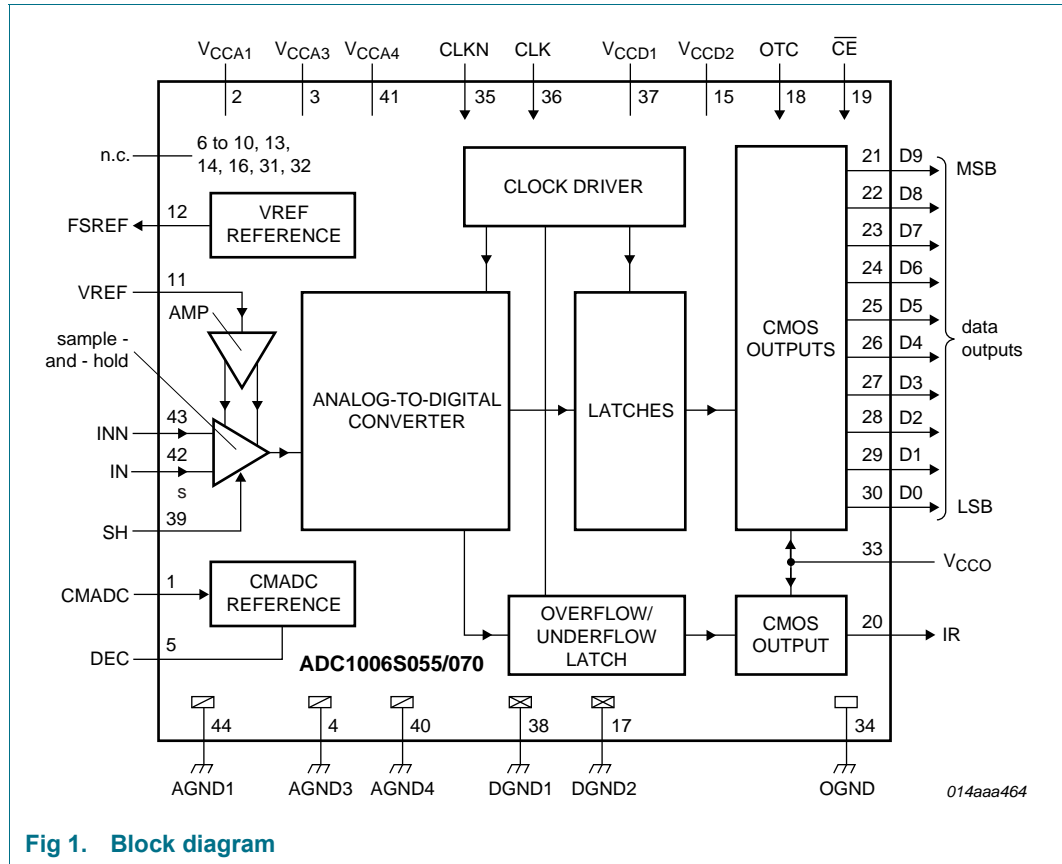 VCCA1 VCCA3 VCCA4 CLKN CLK VCCD1 VCCD2 OTC CE
2 3 41 35 36 37 15 18 19
n.c. 6 to 10, 13,
14, 16, 31, 32
CLOCK DRIVER
21 D9 MSB
22 D8
FSREF 12 VREF
REFERENCE
23 D7
24 D6
VREF 11
AMP
25 D5
sample -
and - hold
CMOS
OUTPUTS
26 D4
data
outputs
ANALOG-TO-DIGITAL
CONVERTER
LATCHES
27 D3
INN 43
28 D2
IN 42
29 D1
s
30 D0 LSB
SH 39
33 VCCO
CMADC 1 CMADC
REFERENCE
OVERFLOW/
UNDERFLOW
LATCH
CMOS
OUTPUT
20 IR
DEC 5
ADC1006S055/070
44 4 40 38 17 34
AGND1 AGND3 AGND4 DGND1 DGND2 OGND
014aaa464
Fig 1. Block diagram